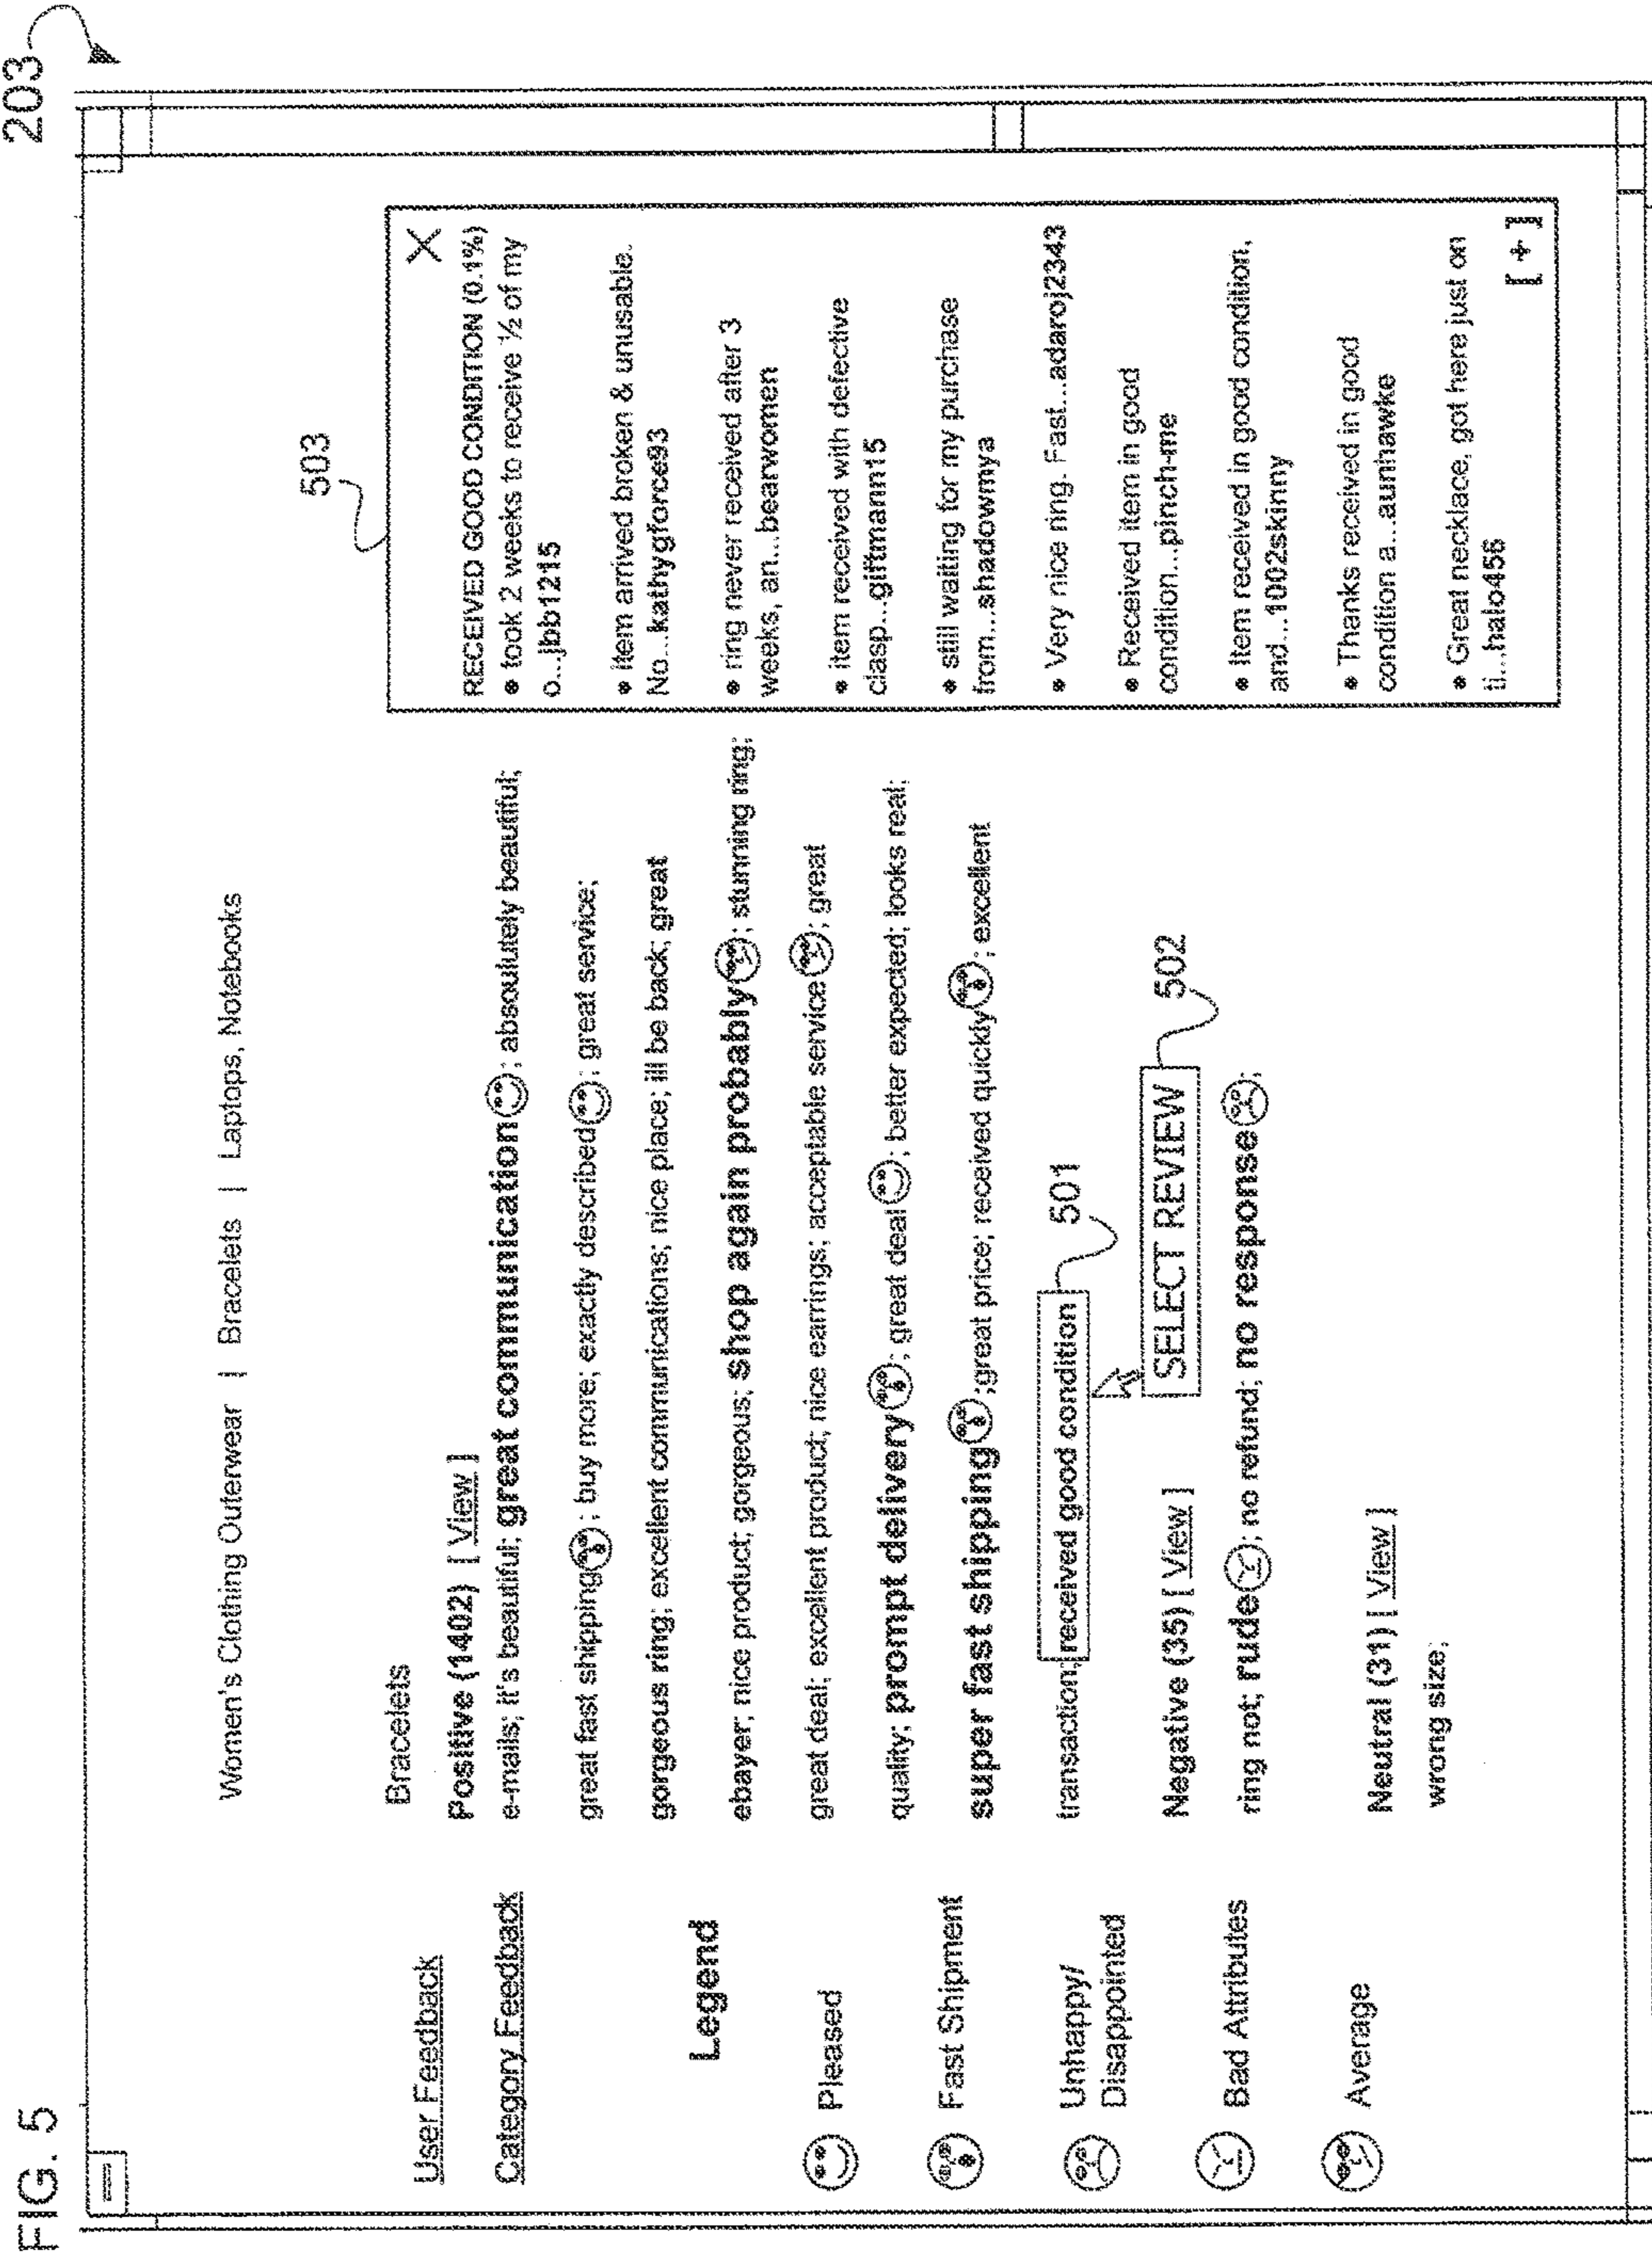 FIG. 5
203
Women's Clothing Outerwear | Bracelets | Laptops, Notebooks
User Feedback
Category Feedback
Legend
Pleased
Fast Shipment
Unhappy/
Disappointed
Bad Attributes
Average
Bracelets
Positive (1402) [ View ]
e-mails; it's beautiful; great communication; absoulutely beautiful;
great fast shipping; buy more; exactly described; great service;
gorgeous ring; excellent communications; nice place; ill be back; great
ebayer; nice product; gorgeous; shop again probably; stunning ring;
great deal; excellent product; nice earrings; acceptable service; great
quality; prompt delivery; great deal; better expected; looks real;
super fast shipping;great price; received quickly; excellent
transaction; received good condition
501
SELECT REVIEW
502
Negative (35) [ View ]
ring not; rude; no refund; no response;
Neutral (31) [ View ]
wrong size;
503
X
RECEIVED GOOD CONDITION (0.1%)
• took 2 weeks to receive ½ of my
o...jbb1215
• item arrived broken & unusable.
No...kathygforce93
• ring never received after 3
weeks, an...bearwomen
• item received with defective
clasp...giftmann15
• still waiting for my purchase
from...shadowmya
• Very nice ring. Fast...adaroj2343
• Received item in good
condition...pinch-me
• Item received in good condition,
and...1002skinny
• Thanks received in good
condition a...aunhawke
• Great necklace, got here just on
ti...halo456
[ + ]